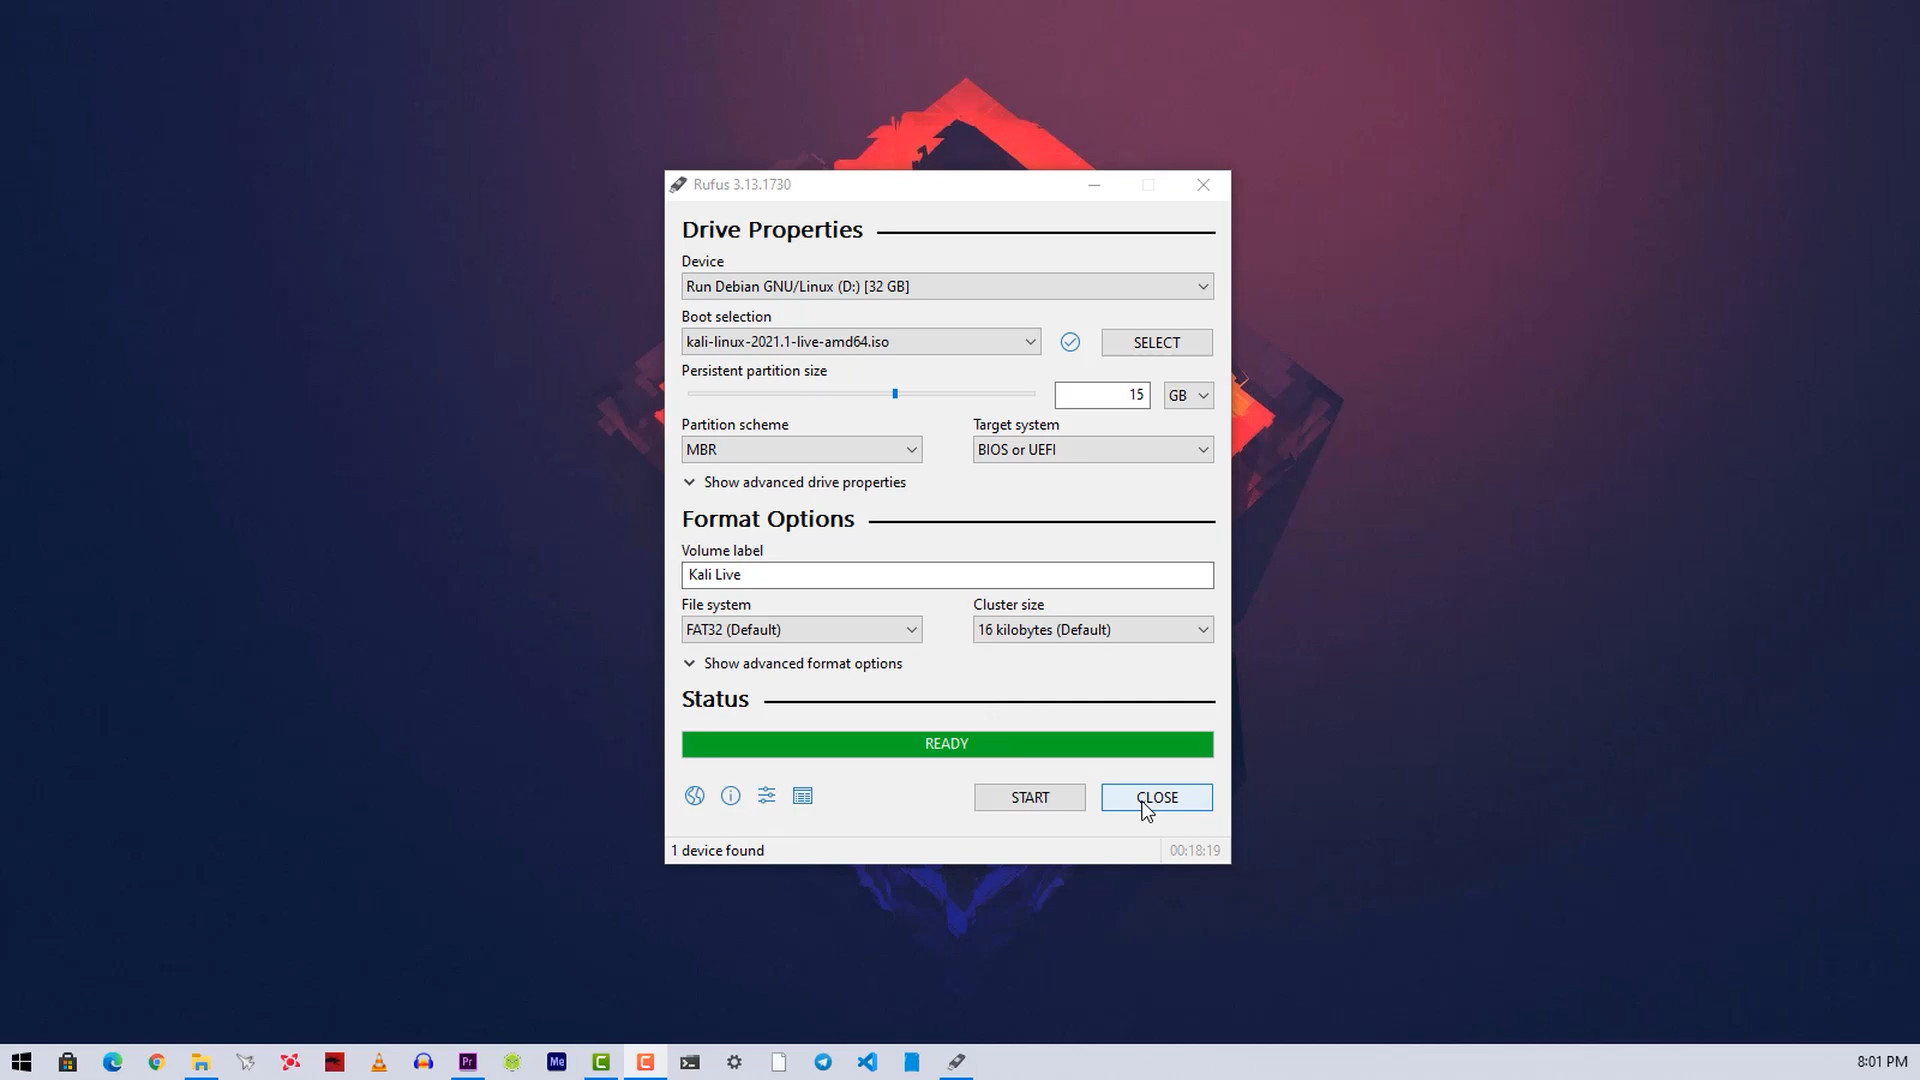 Rufus 3.13.1730
Drive Properties
Device
Run Debian GNU/Linux (D:) [32 GB]
Boot selection
kali-linux-2021.1-live-amd64.iso
SELECT
Persistent partition size
15
GB
Partition scheme
Target system
MBR
BIOS or UEFI
Show advanced drive properties
Format Options
Volume label
Kali Live
File system
Cluster size
FAT32 (Default)
16 kilobytes (Default)
Show advanced format options
Status
READY
START
CLOSE
1 device found
00:18:19
Pr
Me
C
C
8:01 PM